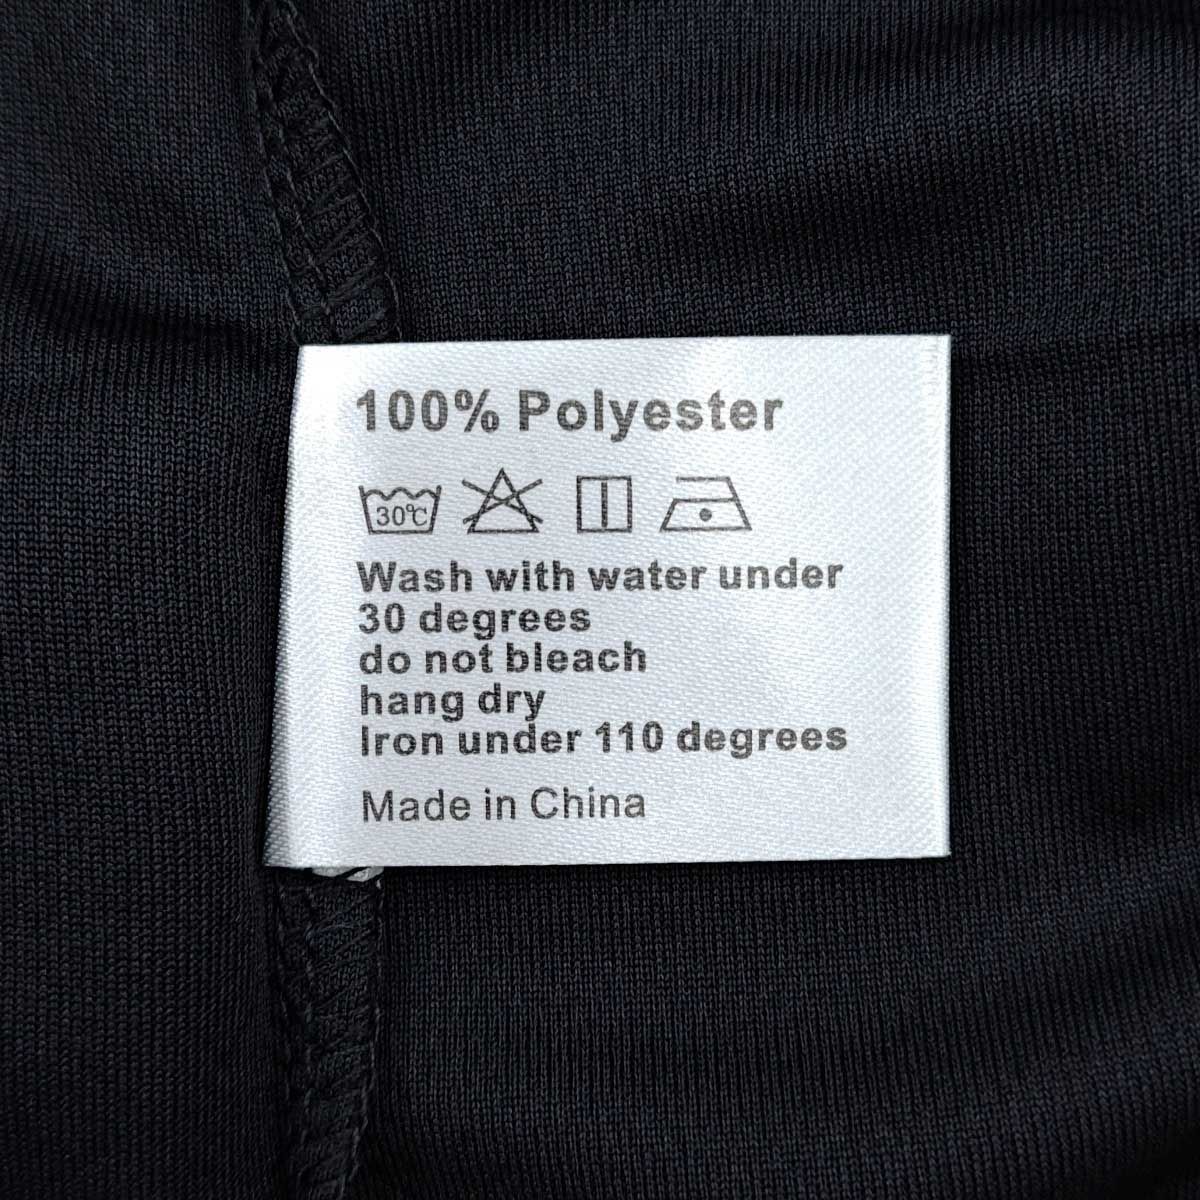 100% Polyester
30℃
Wash with water under
30 degrees
do not bleach
hang dry
Iron under 110 degrees
Made in China